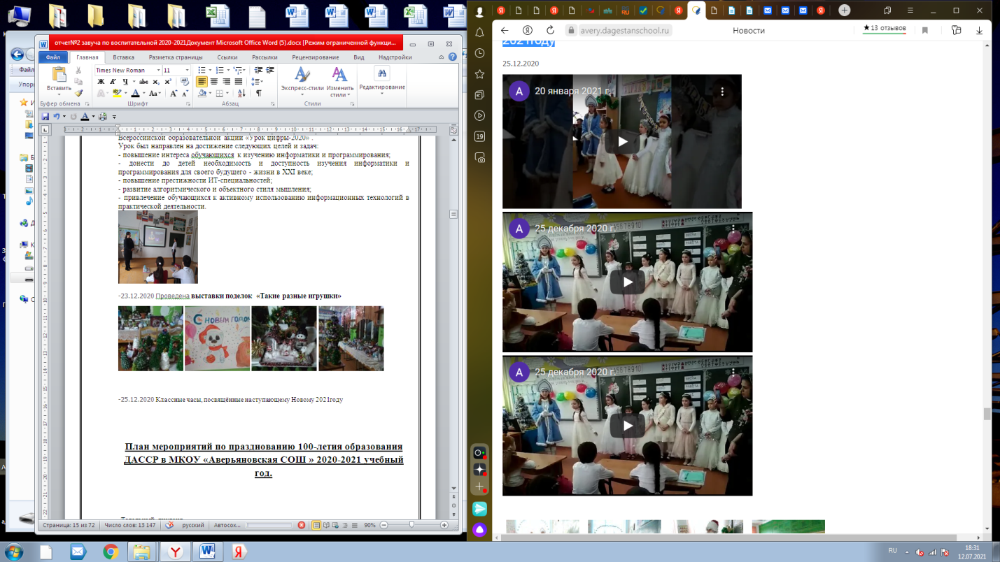 отчет№2 завуча по воспитательной 2020-2021Документ Microsoft Office Word (5).docx [Режим ограниченной функци...
Файл Главная Вставка Разметка страницы Ссылки Рассылки Рецензирование Вид Надстройки
Times New Roman 11
Вставить
Экспресс-стили
Изменить стили
Редактирование
Буфер обмена Шрифт Абзац Стили
Всероссийской образовательной акции «Урок цифры-2020» .
Урок был направлен на достижение следующих целей и задач:
- повышение интереса обучающихся к изучению информатики и программирования;
- донести до детей необходимость и доступность изучения информатики и
программирования для своего будущего - жизни в XXI веке;
- повышение престижности ИТ-специальностей;
- развитие алгоритмического и объектного стиля мышления;
- привлечение обучающихся к активному использованию информационных технологий в
практической деятельности.
-23.12.2020 Проведена выставки поделок «Такие разные игрушки»
С НОВЫМ ГОДОМ
-25.12.2020 Классные часы, посвящённые наступающему Новому 2021году
План мероприятий по празднованию 100-летия образования
ДАССР в МКОУ «Аверьяновская СОШ » 2020-2021 учебный
год.
Страница: 15 из 72 Число слов: 13 147 русский Автосох... 90%
avery.dagestanschool.ru Новости ★13 отзывов
2021году
25.12.2020
А 20 января 2021 г.
А 25 декабря 2020 г.
А 25 декабря 2020 г.
19
RU
18:31
12.07.2021